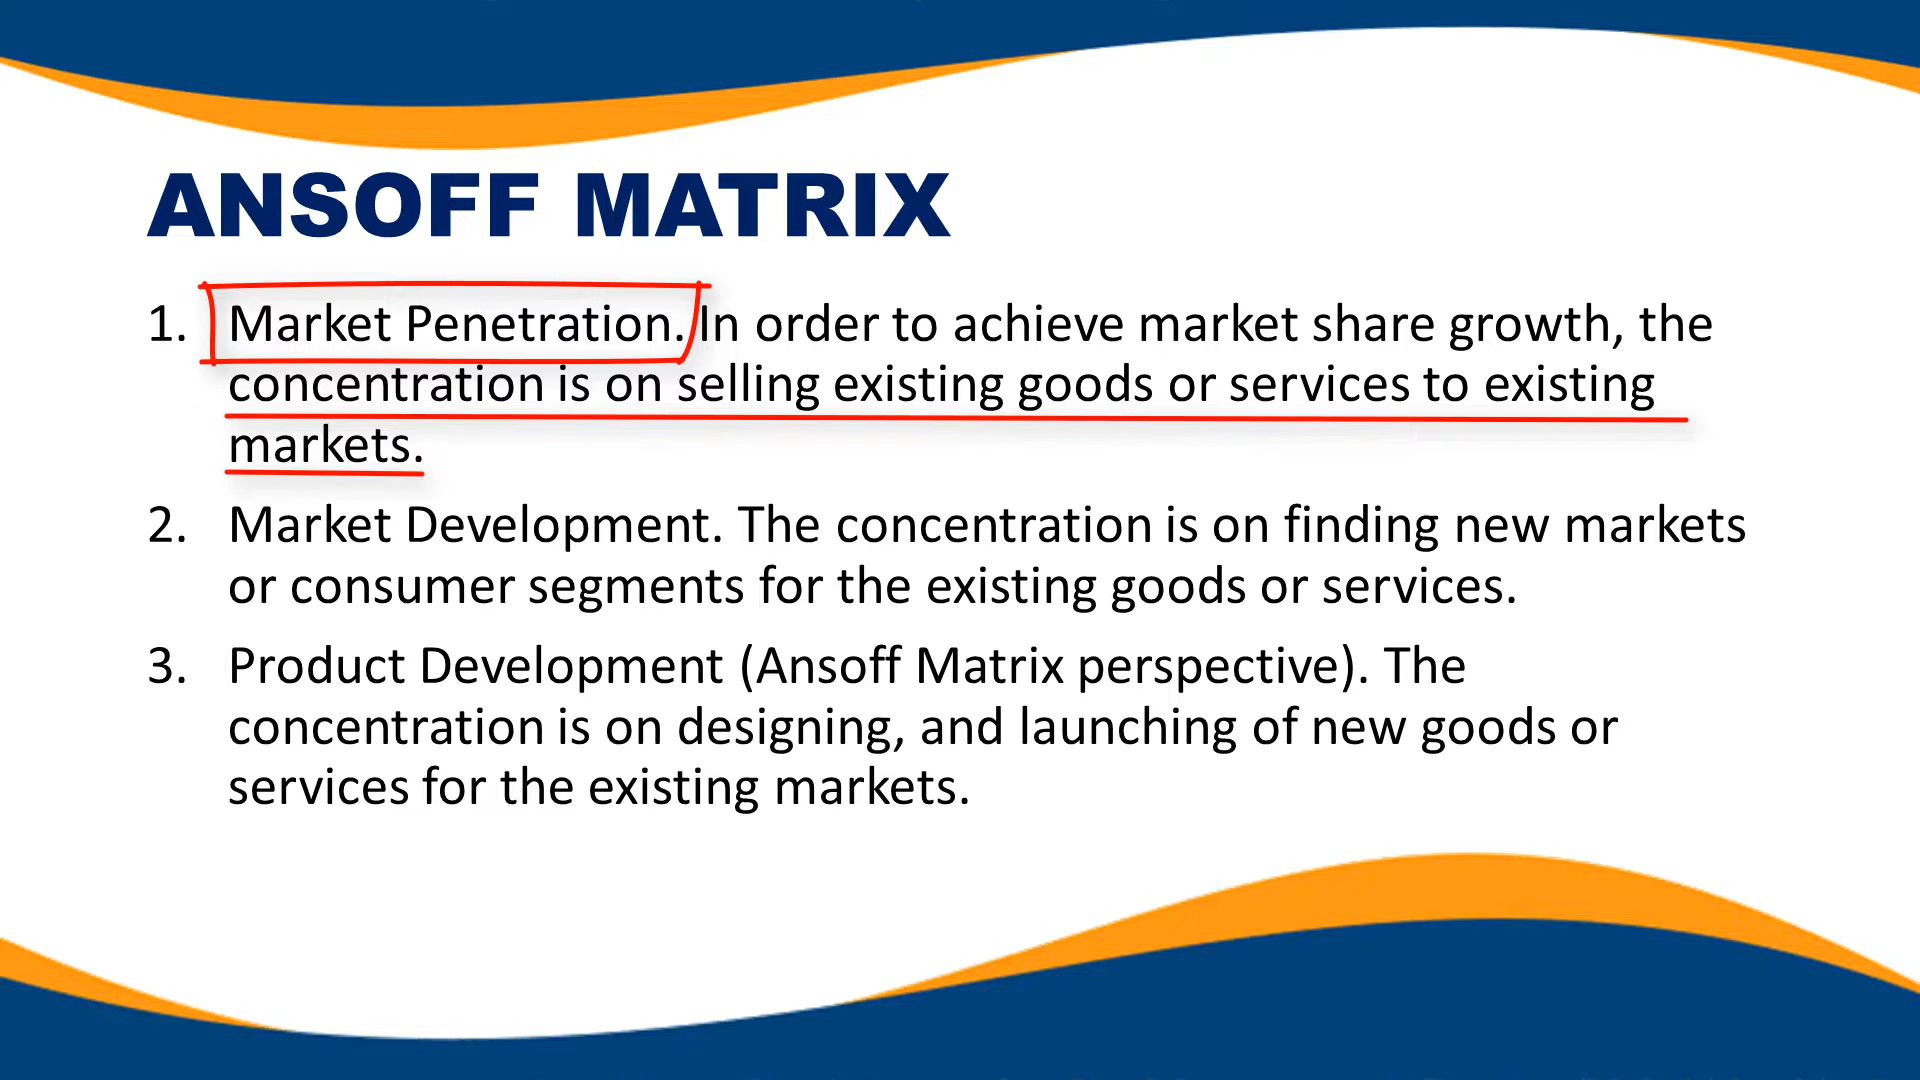 ANSOFF MATRIX
1. Market Penetration. In order to achieve market share growth, the
concentration is on selling existing goods or services to existing
markets.
2. Market Development. The concentration is on finding new markets
or consumer segments for the existing goods or services.
3. Product Development (Ansoff Matrix perspective). The
concentration is on designing, and launching of new goods or
services for the existing markets.